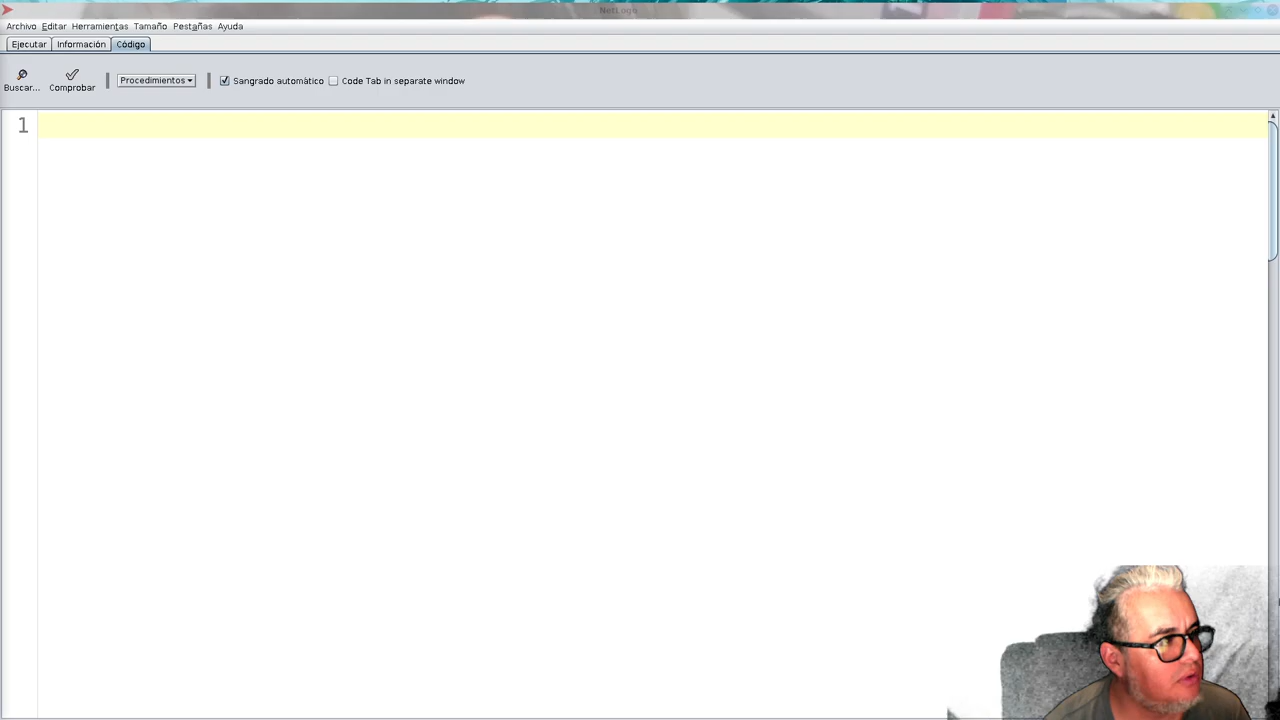 NetLogo
Archivo Editar Herramientas Tamaño Pestañas Ayuda
Ejecutar Información Código
Buscar... Comprobar Procedimientos Sangrado automático Code Tab in separate window
1